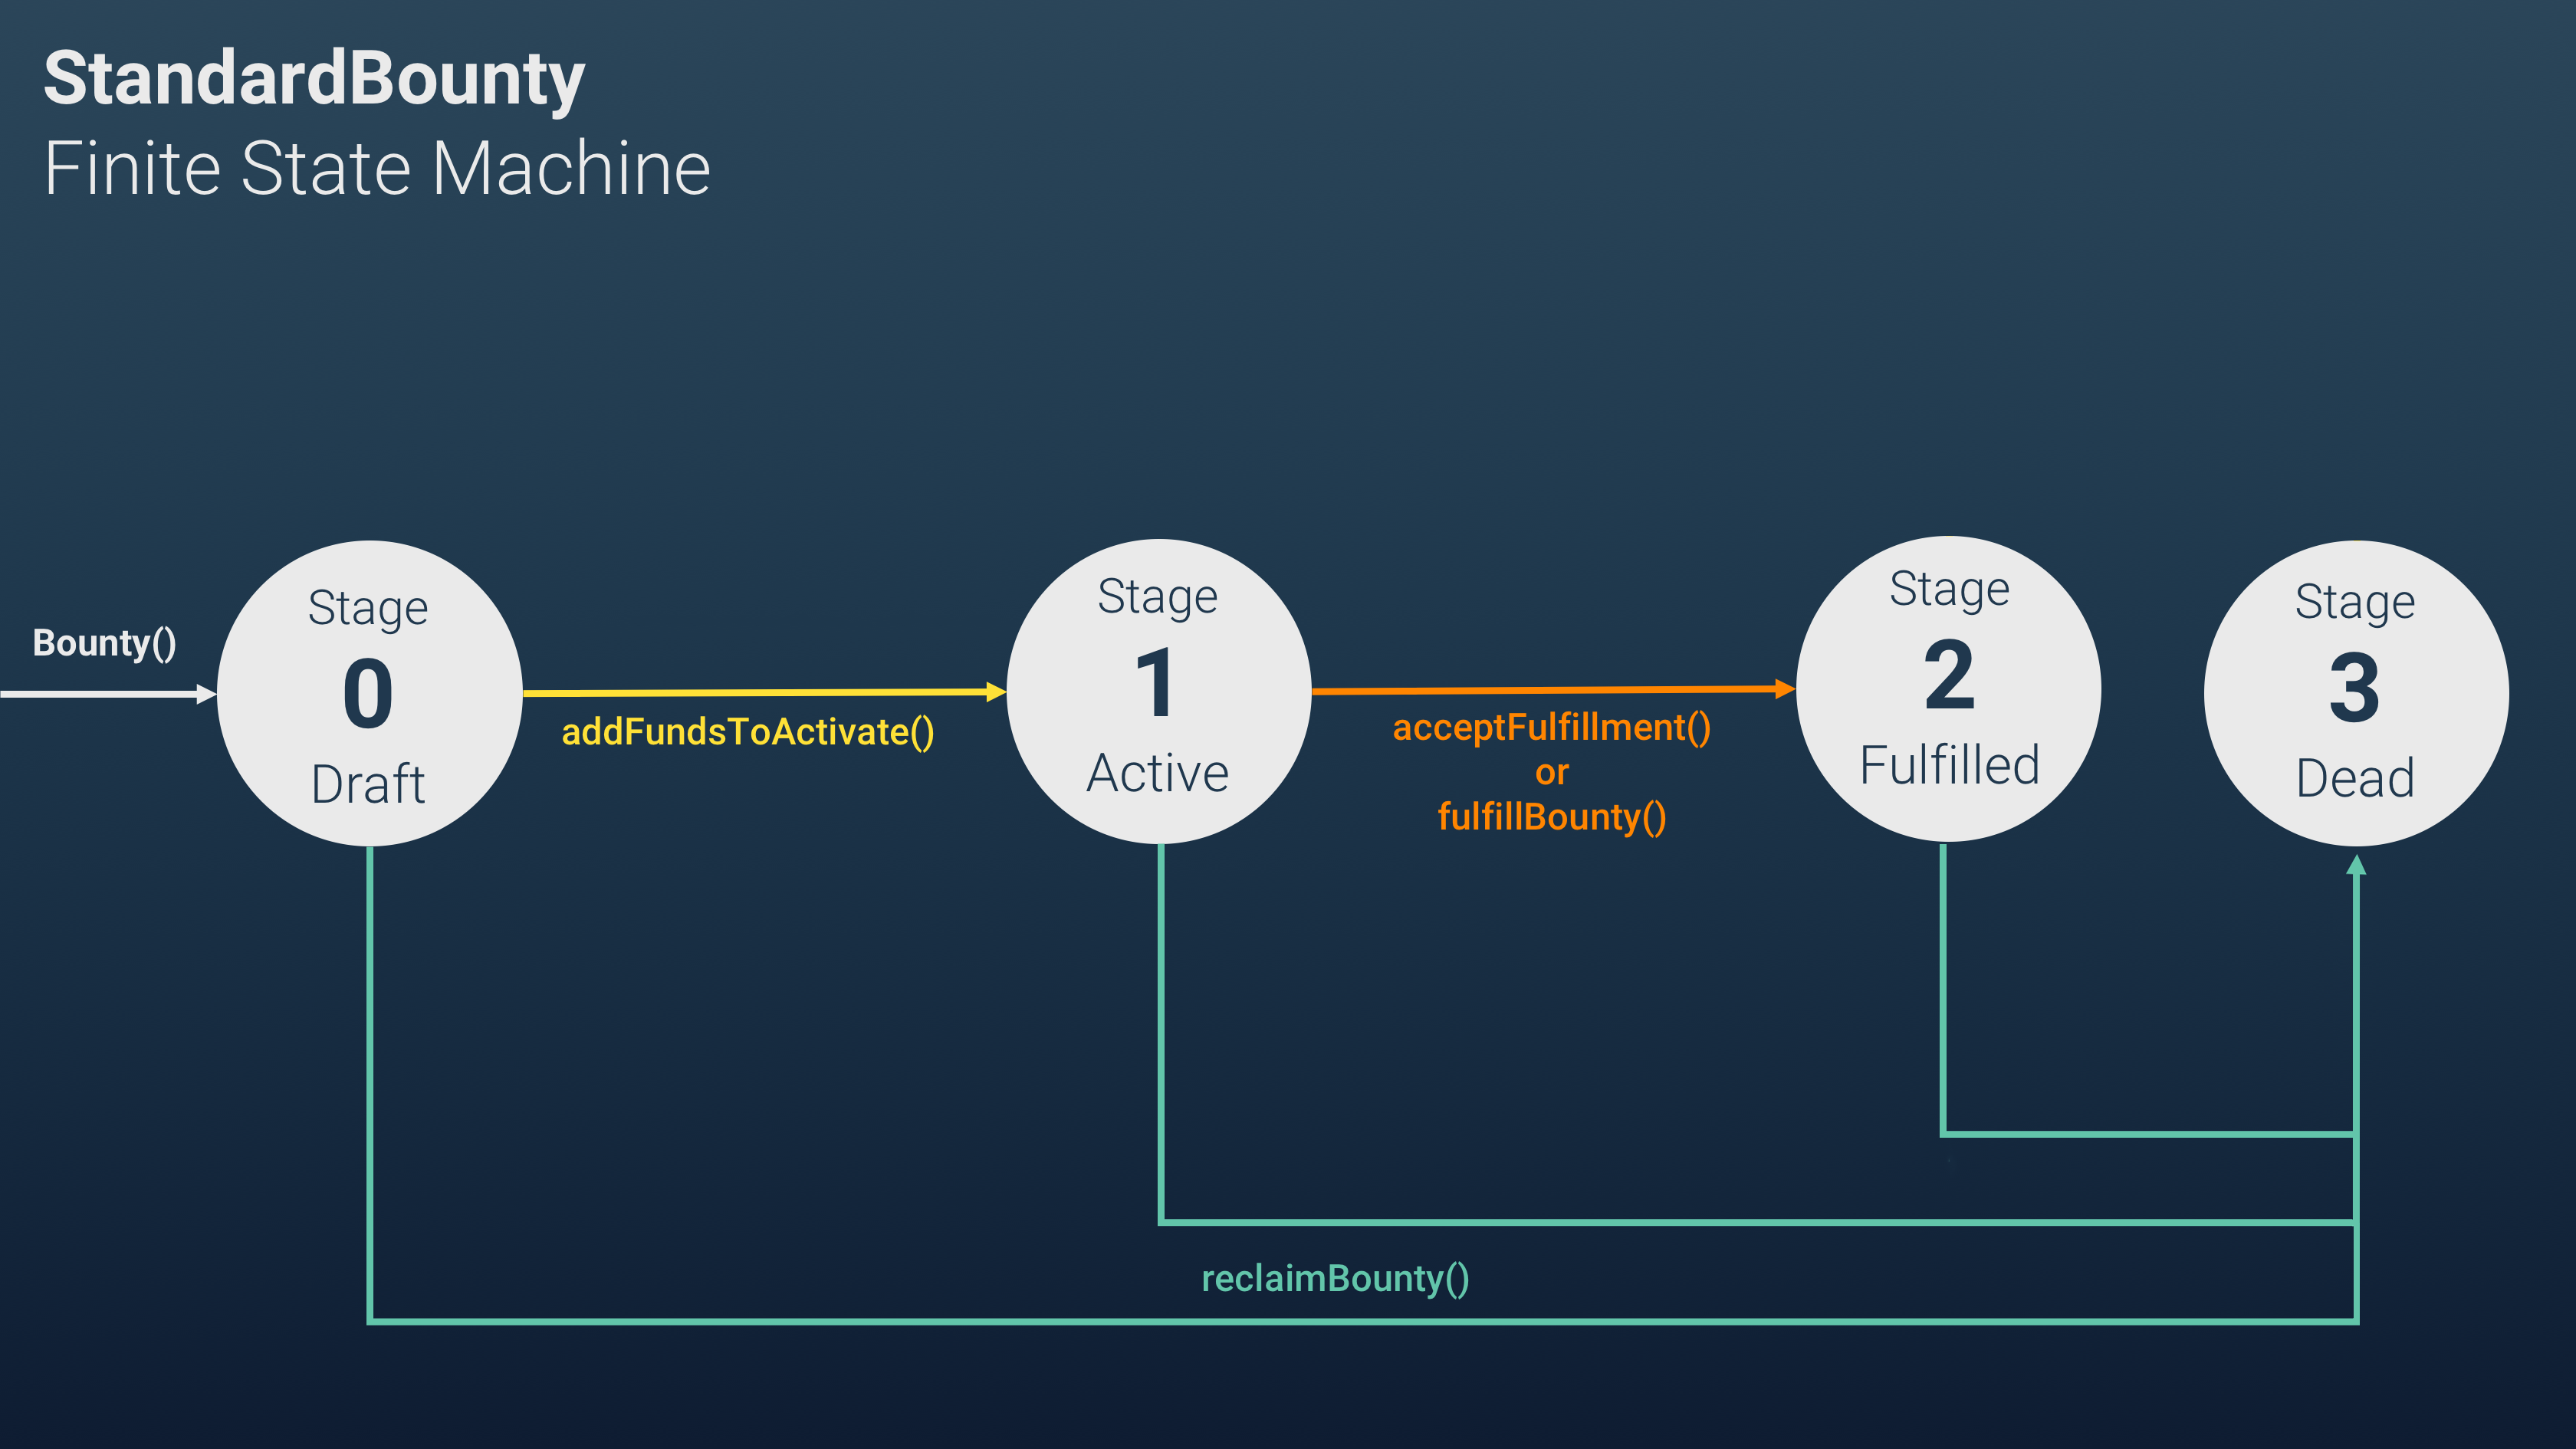 StandardBounty
Finite State Machine
Bounty()
Stage
0
Draft
addFundsToActivate()
Stage
1
Active
acceptFulfillment()
or
fulfillBounty()
Stage
2
Fulfilled
Stage
3
Dead
reclaimBounty()